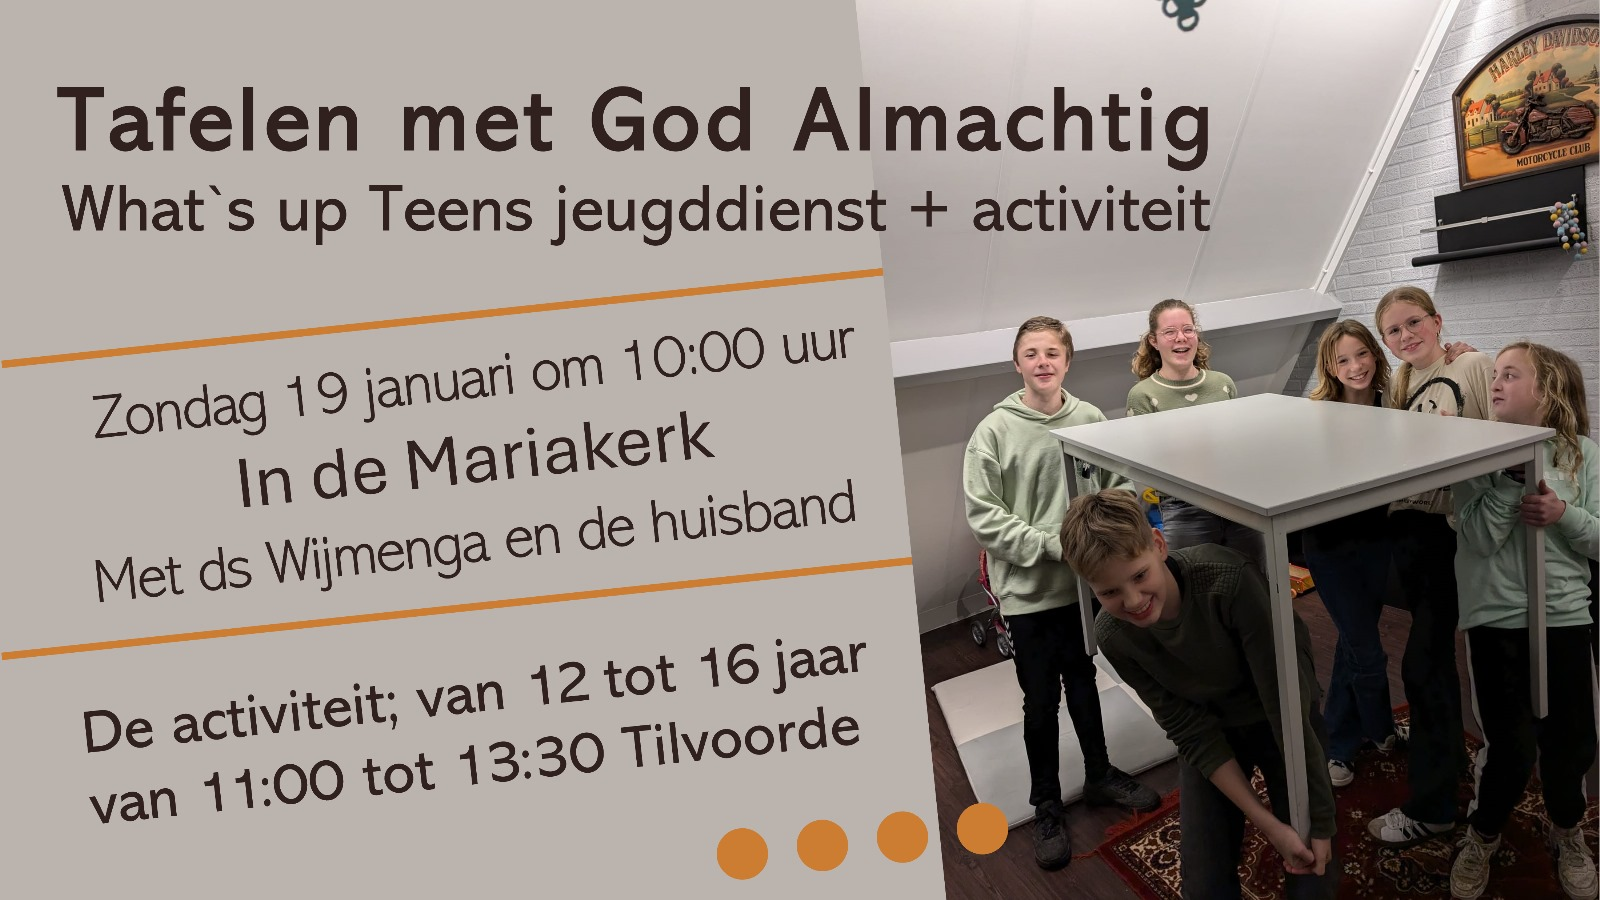 Tafelen met God Almachtig
What`s up Teens jeugddienst + activiteit
Zondag 19 januari om 10:00 uur
In de Mariakerk
Met ds Wijmenga en de huisband
De activiteit; van 12 tot 16 jaar
van 11:00 tot 13:30 Tilvoorde
HARLEY DAVIDSO
MOTORCYCLE CLUB